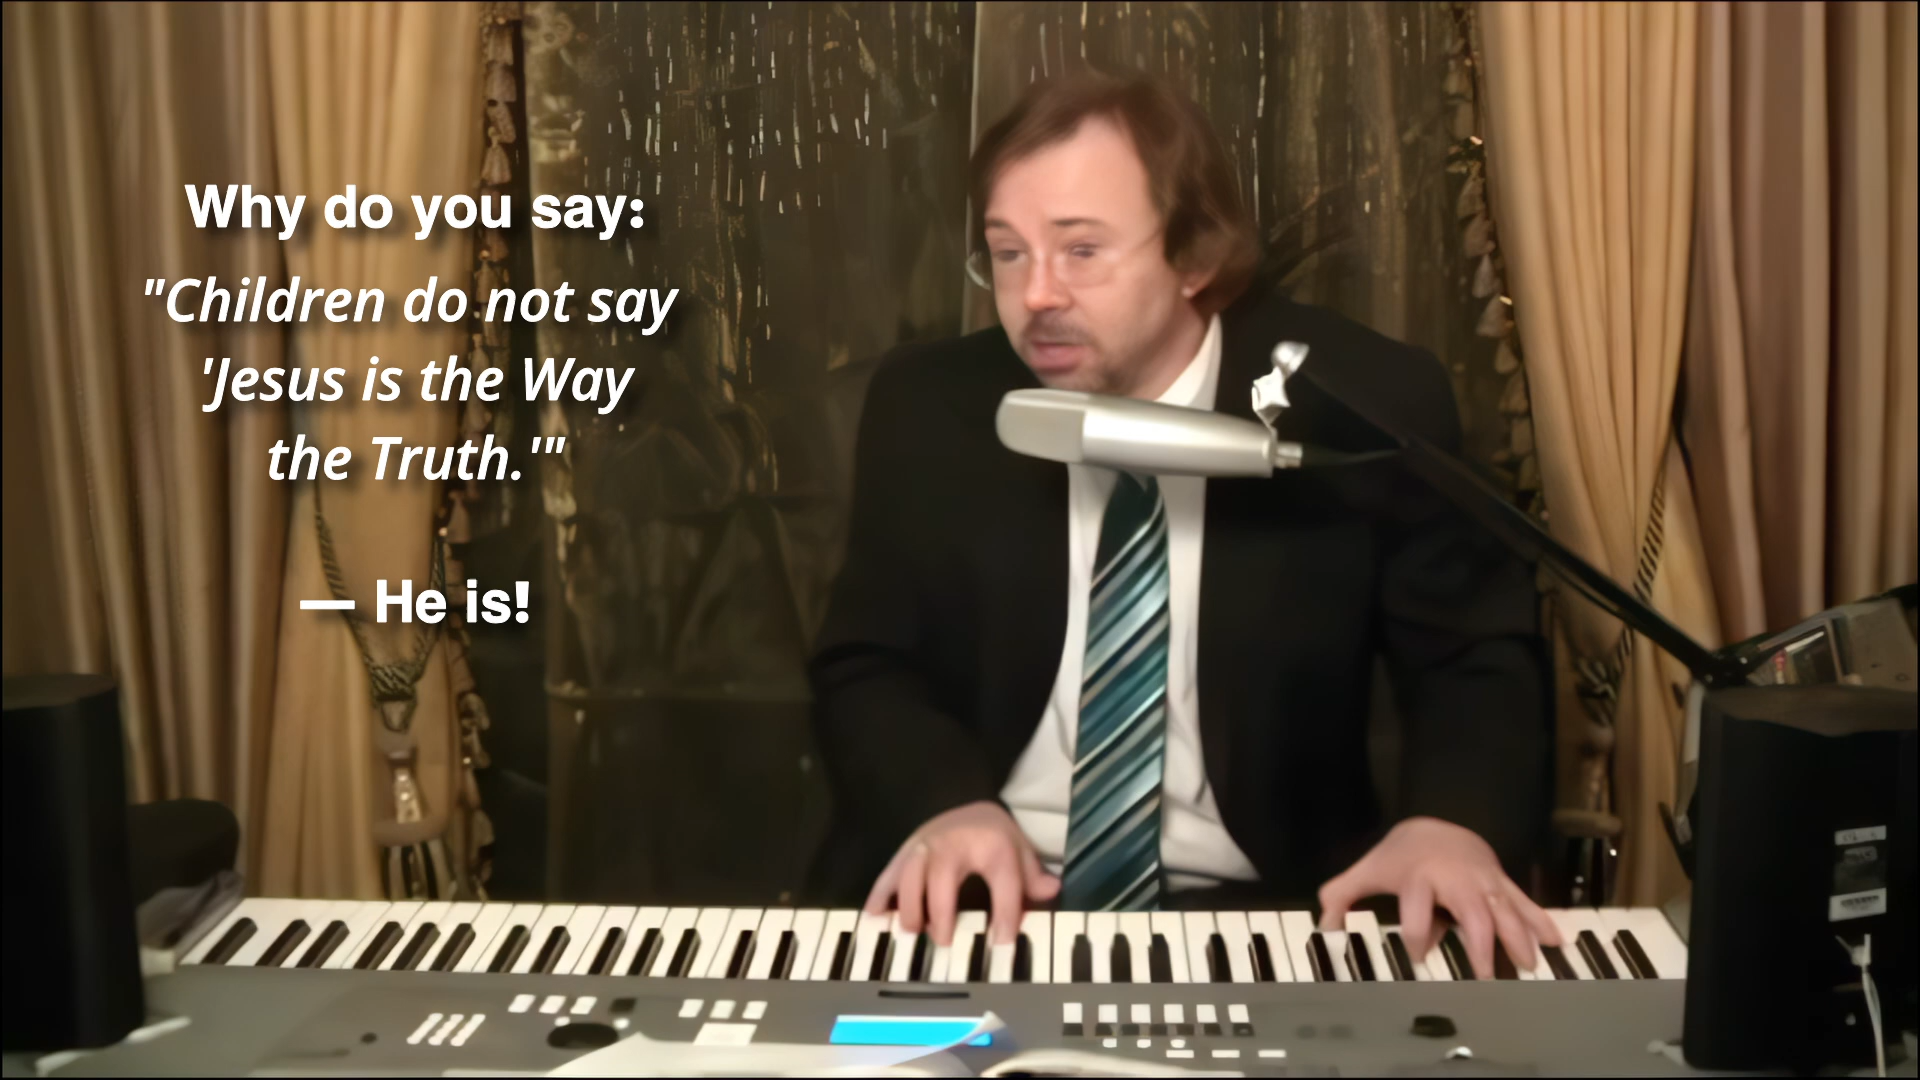 Why do you say:
"Children do not say
'Jesus is the Way
the Truth.'"
— He is!